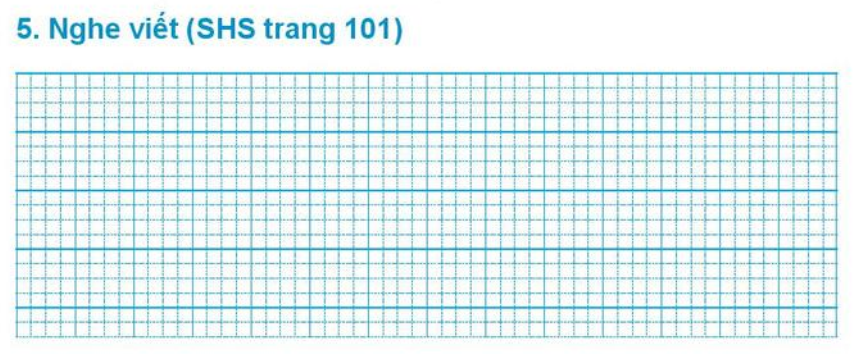 5. Nghe viết (SHS trang 101)